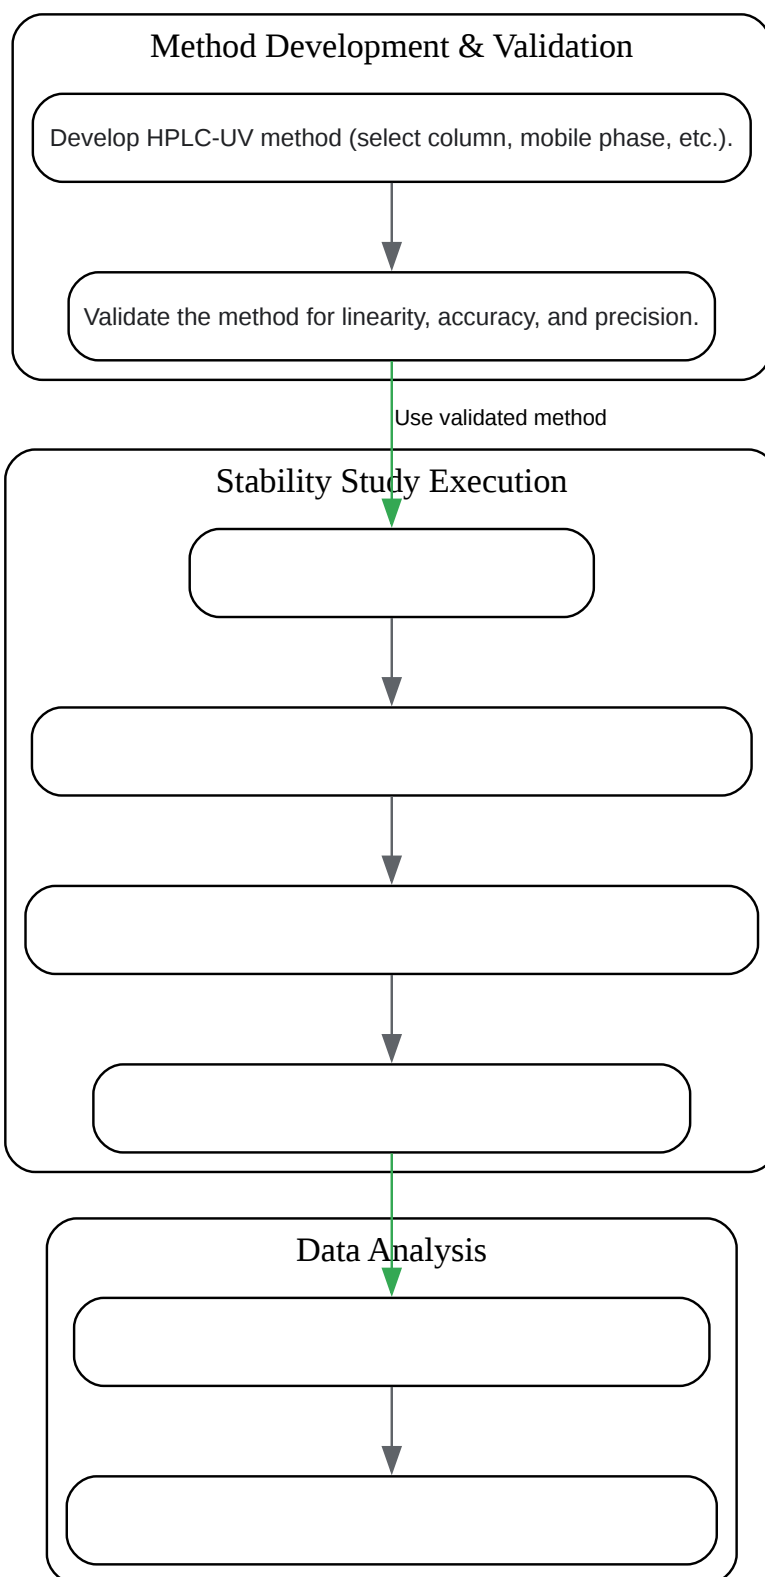 Method Development & Validation
Develop HPLC-UV method (select column, mobile phase, etc.).
Validate the method for linearity, accuracy, and precision.
Use validated method
Stability Study Execution
Data Analysis